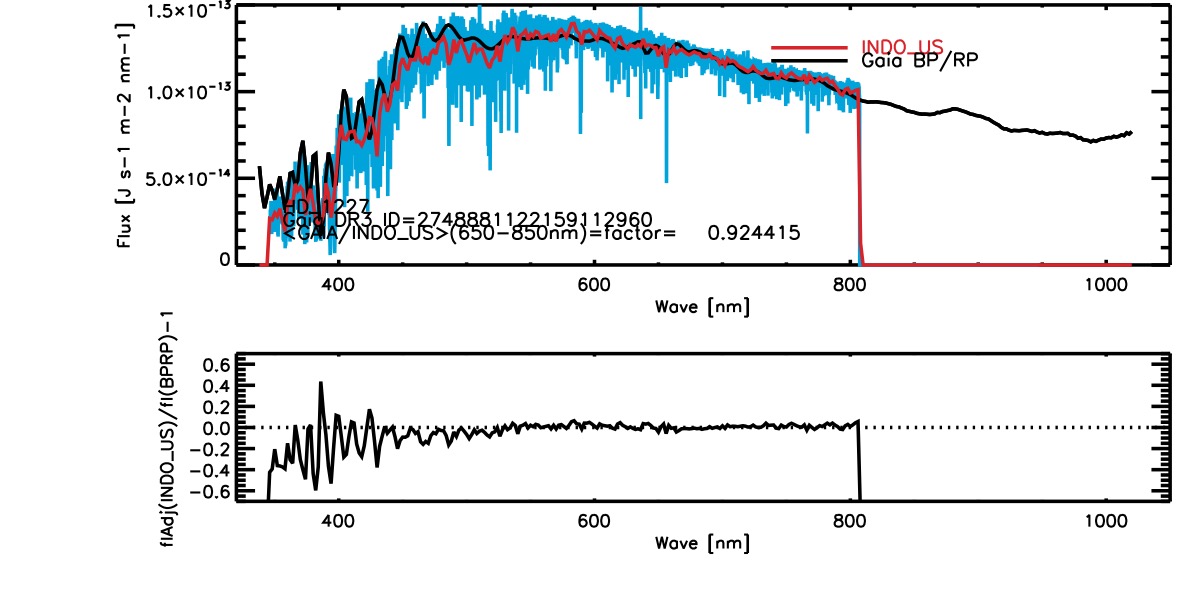 1.5×10−13
1.0×10−13
5.0×10−14
0
Flux [J s−1 m−2 nm−1]
INDO_US
Gaia BP/RP
HD_1227
Gaia DR3 ID=2748881122159112960
<GAIA/INDO_US>(650−850nm)=factor= 0.924415
400 600 800 1000
Wave [nm]
0.6
0.4
0.2
0.0
−0.2
−0.4
−0.6
flAdj(INDO_US)/fl(BPRP)−1
400 600 800 1000
Wave [nm]